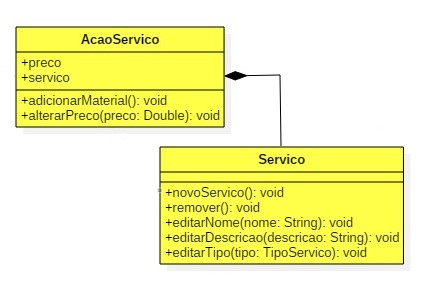 AcaoServico
+preco
+servico
+adicionarMaterial(): void
+alterarPreco(preco: Double): void
Servico
+novoServico(): void
+remover(): void
+editarNome(nome: String): void
+editarDescricao(descricao: String): void
+editarTipo(tipo: TipoServico): void